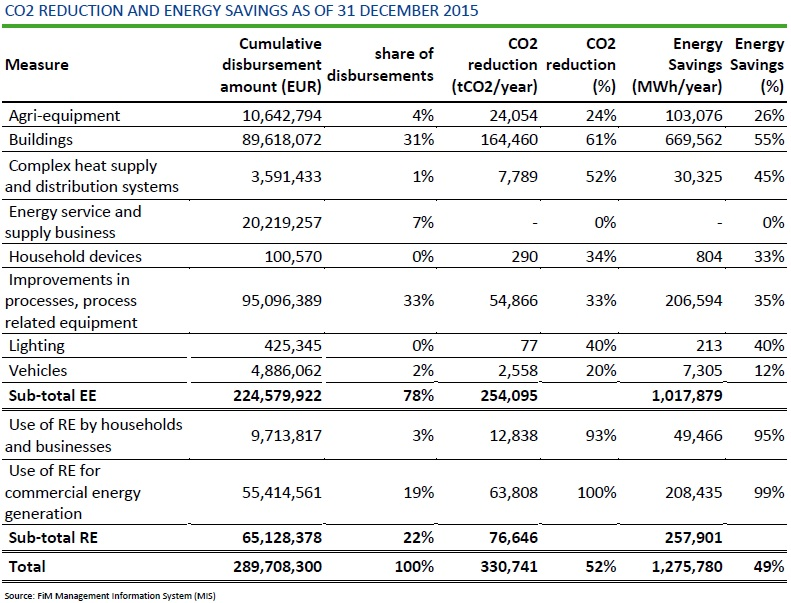 CO2 REDUCTION AND ENERGY SAVINGS AS OF 31 DECEMBER 2015
Measure | Cumulative disbursement amount (EUR) | share of disbursements | CO2 reduction (tCO2/year) | CO2 reduction (%) | Energy Savings (MWh/year) | Energy Savings (%)
Agri-equipment 10,642,794 4% 24,054 24% 103,076 26%
Buildings 89,618,072 31% 164,460 61% 669,562 55%
Complex heat supply
and distribution systems 3,591,433 1% 7,789 52% 30,325 45%
Energy service and
supply business 20,219,257 7% - 0% - 0%
Household devices 100,570 0% 290 34% 804 33%
Improvements in
processes, process
related equipment 95,096,389 33% 54,866 33% 206,594 35%
Lighting 425,345 0% 77 40% 213 40%
Vehicles 4,886,062 2% 2,558 20% 7,305 12%
Sub-total EE 224,579,922 78% 254,095 1,017,879
Use of RE by households
and businesses 9,713,817 3% 12,838 93% 49,466 95%
Use of RE for
commercial energy
generation 55,414,561 19% 63,808 100% 208,435 99%
Sub-total RE 65,128,378 22% 76,646 257,901
Total 289,708,300 100% 330,741 52% 1,275,780 49%
Source: FiM Management Information System (MIS)